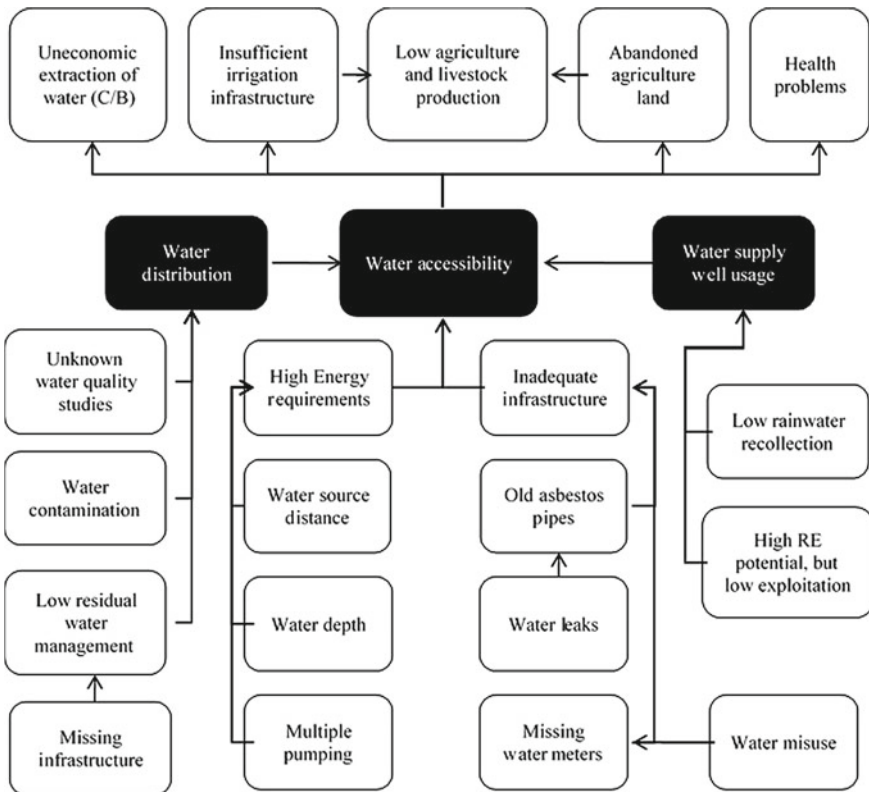 Uneconomic
extraction of
water (C/B)
Insufficient
irrigation
infrastructure
Low agriculture
and livestock
production
Abandoned
agriculture
land
Health
problems
Water
distribution
Water accessibility
Water supply
well usage
Unknown
water quality
studies
High Energy
requirements
Inadequate
infrastructure
Low rainwater
recollection
Water
contamination
Water source
distance
Old asbestos
pipes
High RE
potential, but
low exploitation
Low residual
water
management
Water depth
Water leaks
Missing
infrastructure
Multiple
pumping
Missing
water meters
Water misuse